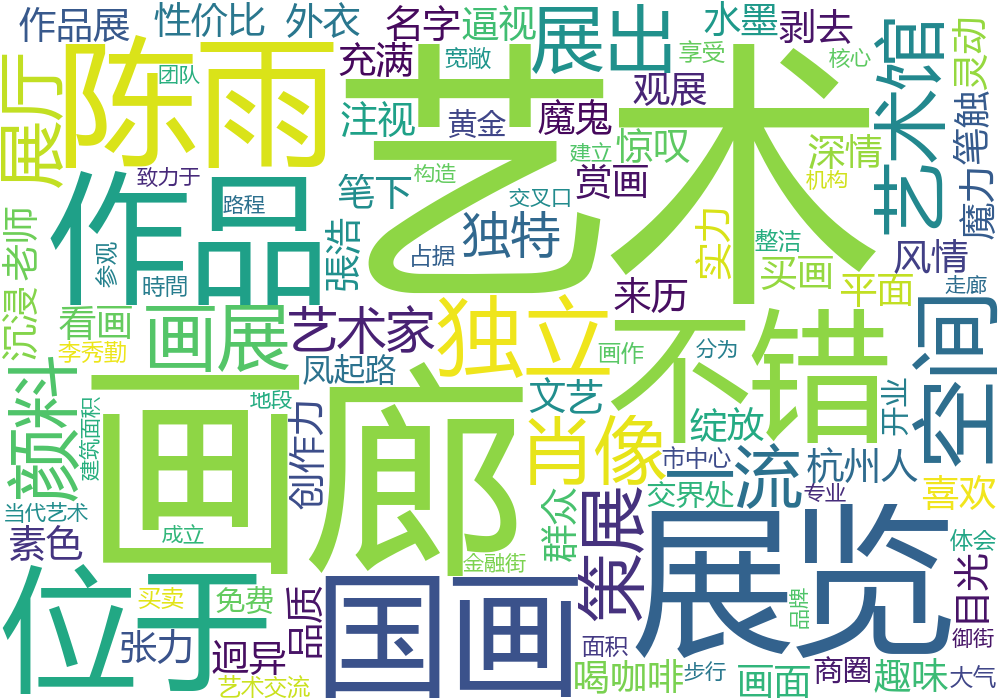 作品展
性价比
外衣
名字
逼视
展出
水墨
剥去
艺术馆
灵动
展厅
陈雨
团队
充满
宽敞
艺术
享受
核心
观展
注视
黄金
魔鬼
惊叹
深情
笔触
致力于
作品
路程
笔下
构造
建立
交叉口
赏画
机构
魔力
老师
参观
時間
張浩
占据
独特
实力
整洁
买画
风情
平面
走廊
沉浸
看画
李秀勤
画展
艺术家
独立
来历
不错
空间
凤起路
画作
分为
颜料
画廊
地段
文艺
绽放
开业
建筑面积
创作力
肖像
市中心
一流
杭州人
喜欢
当代艺术
交界处
专业
素色
成立
金融街
群众
策展
展览
体会
目光
位于
买卖
免费
品质
国画
品牌
御街
张力
迥异
面积
艺术交流
喝咖啡
步行
画面
商圈
趣味
大气